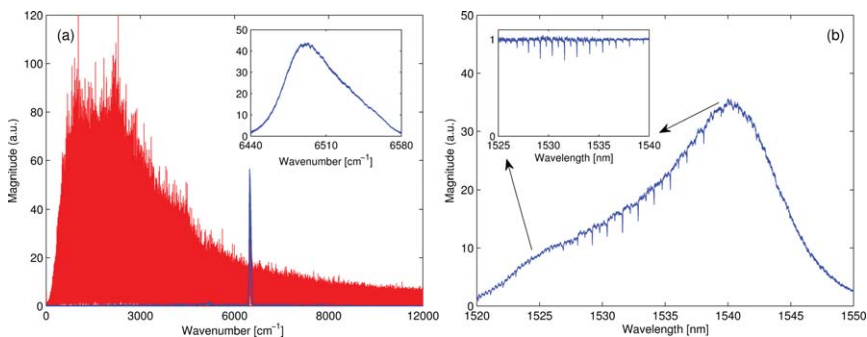 (a)
120
100
80
60
40
20
0
Magnitude (a.u.)
0 3000 6000 9000 12000
Wavenumber [cm⁻¹]
50
40
30
20
10
0
6440 6510 6580
Wavenumber [cm⁻¹]
(b)
50
40
30
20
10
0
Magnitude (a.u.)
1520 1525 1530 1535 1540 1545 1550
Wavelength [nm]
1
0
1525 1530 1535 1540
Wavelength [nm]